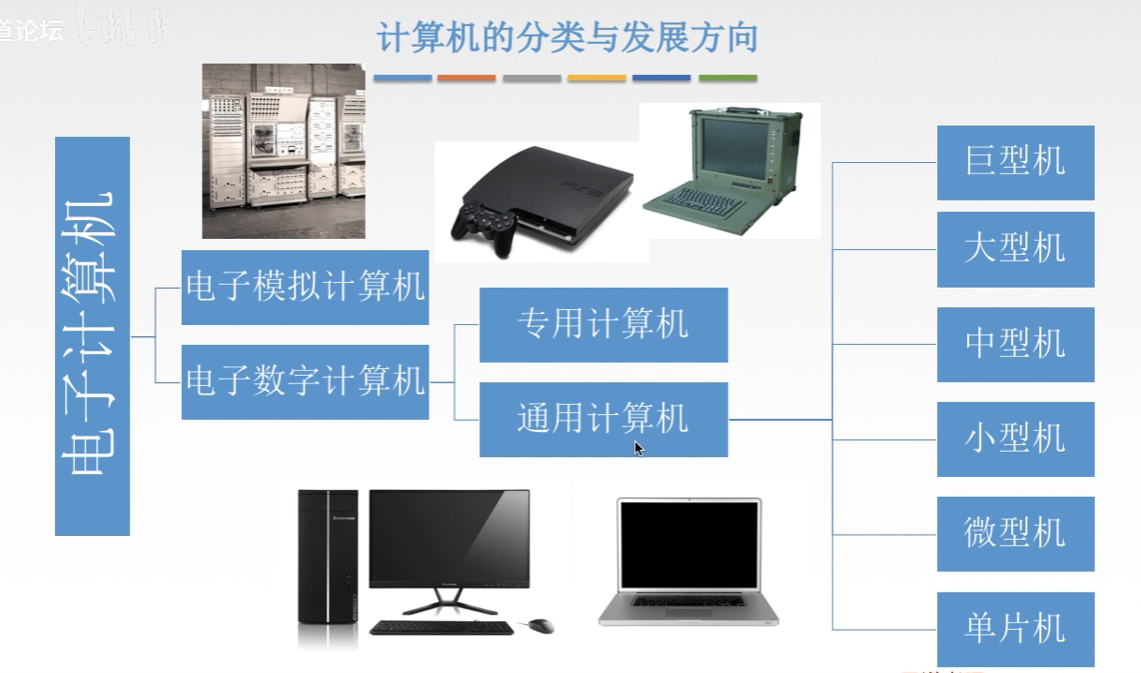 道论坛
计算机的分类与发展方向
电子计算机
电子模拟计算机
电子数字计算机
PS3
专用计算机
通用计算机
巨型机
大型机
中型机
小型机
微型机
单片机